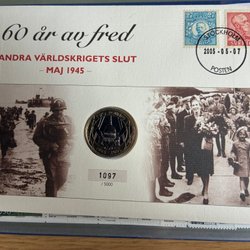 60 år av fred
ANDRA VÄRLDSKRIGETS SLUT
- MAJ 1945 -
STOCKHOLM
2005-05-07
POSTEN
1097
/5000